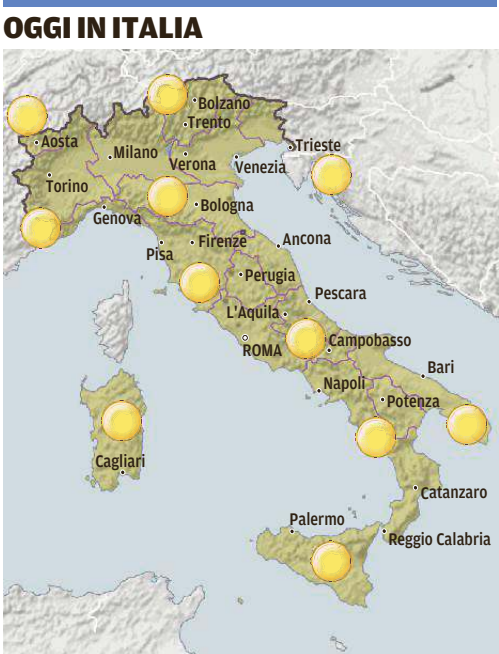 OGGI IN ITALIA
Bolzano
Trento
Aosta
Milano
Verona
Venezia
Trieste
Torino
Genova
Bologna
Pisa
Firenze
Ancona
Perugia
Pescara
L'Aquila
ROMA
Campobasso
Napoli
Bari
Potenza
Cagliari
Catanzaro
Palermo
Reggio Calabria